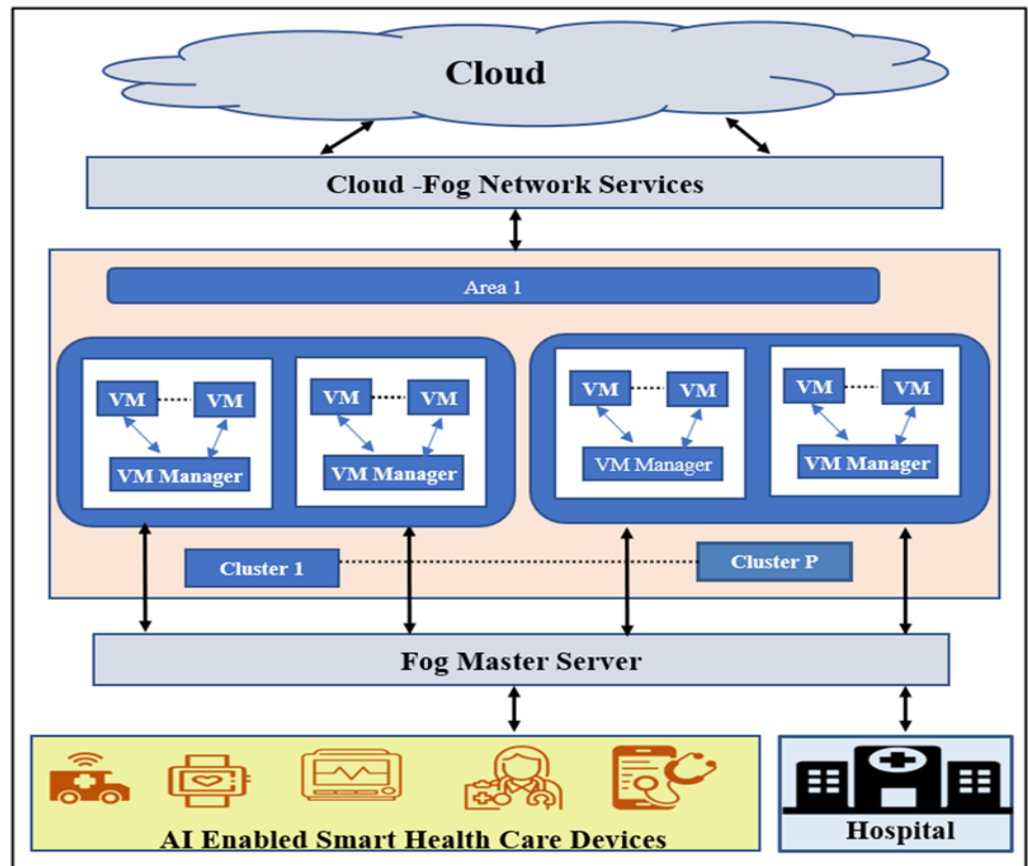 Cloud
Cloud -Fog Network Services
Area 1
VM VM VM VM VM VM VM VM
VM Manager VM Manager VM Manager VM Manager
Cluster 1 Cluster P
Fog Master Server
AI Enabled Smart Health Care Devices Hospital